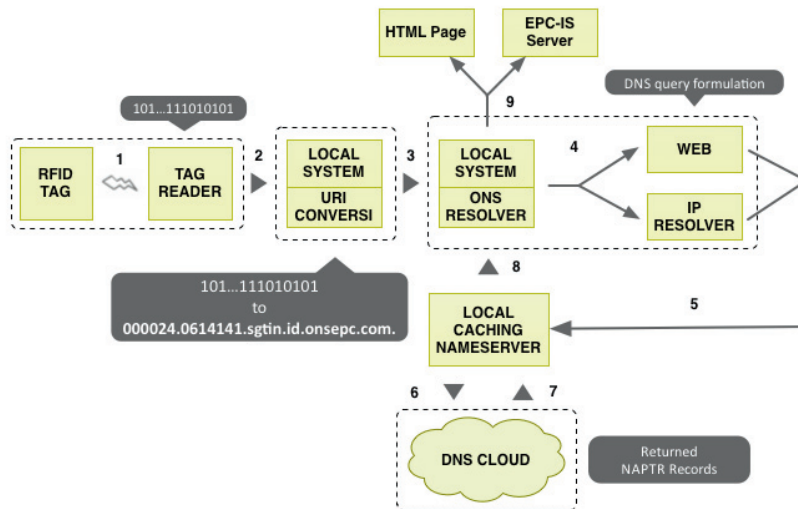 HTML Page
EPC-IS
Server
9
DNS query formulation
101...111010101
1
2
3
4
RFID
TAG
TAG
READER
LOCAL
SYSTEM
URI
CONVERSI
LOCAL
SYSTEM
ONS
RESOLVER
WEB
IP
RESOLVER
101...111010101
to
000024.0614141.sgtin.id.onsepc.com.
8
LOCAL
CACHING
NAMESERVER
5
6
7
DNS CLOUD
Returned
NAPTR Records